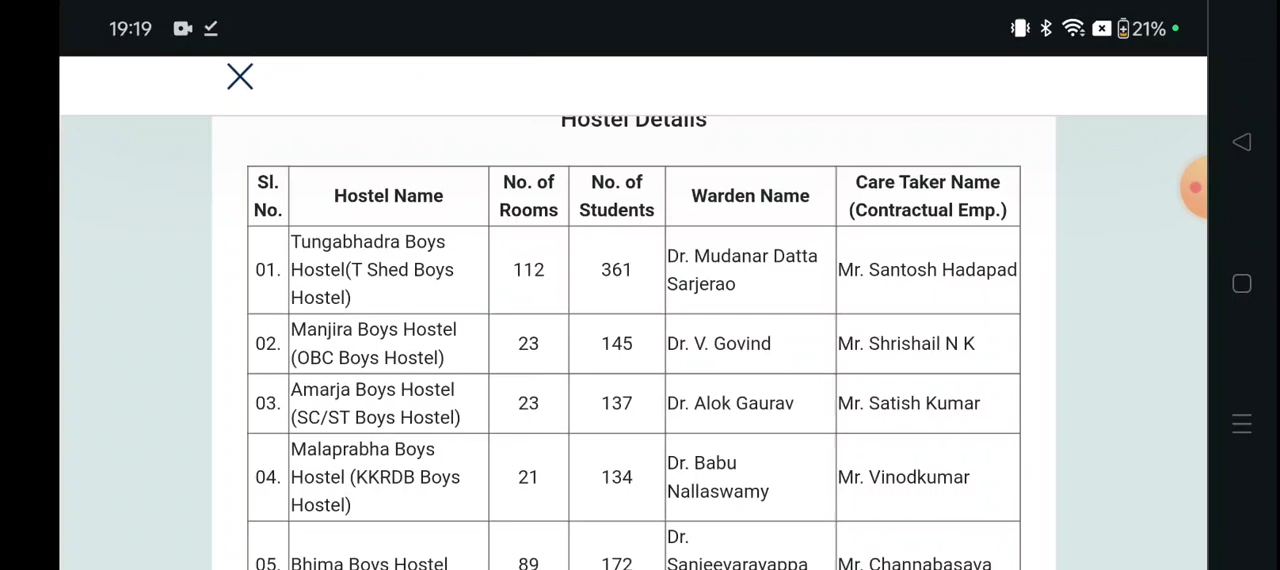 19:19
21%
Hostel Details
Sl. No. | Hostel Name | No. of Rooms | No. of Students | Warden Name | Care Taker Name (Contractual Emp.)
01. | Tungabhadra Boys Hostel(T Shed Boys Hostel) | 112 | 361 | Dr. Mudanar Datta Sarjerao | Mr. Santosh Hadapad
02. | Manjira Boys Hostel (OBC Boys Hostel) | 23 | 145 | Dr. V. Govind | Mr. Shrishail N K
03. | Amarja Boys Hostel (SC/ST Boys Hostel) | 23 | 137 | Dr. Alok Gaurav | Mr. Satish Kumar
04. | Malaprabha Boys Hostel (KKRDB Boys Hostel) | 21 | 134 | Dr. Babu Nallaswamy | Mr. Vinodkumar
05. | Bhima Boys Hostel | 89 | 172 | Dr. Sanjeevarayappa | Mr. Channabasava